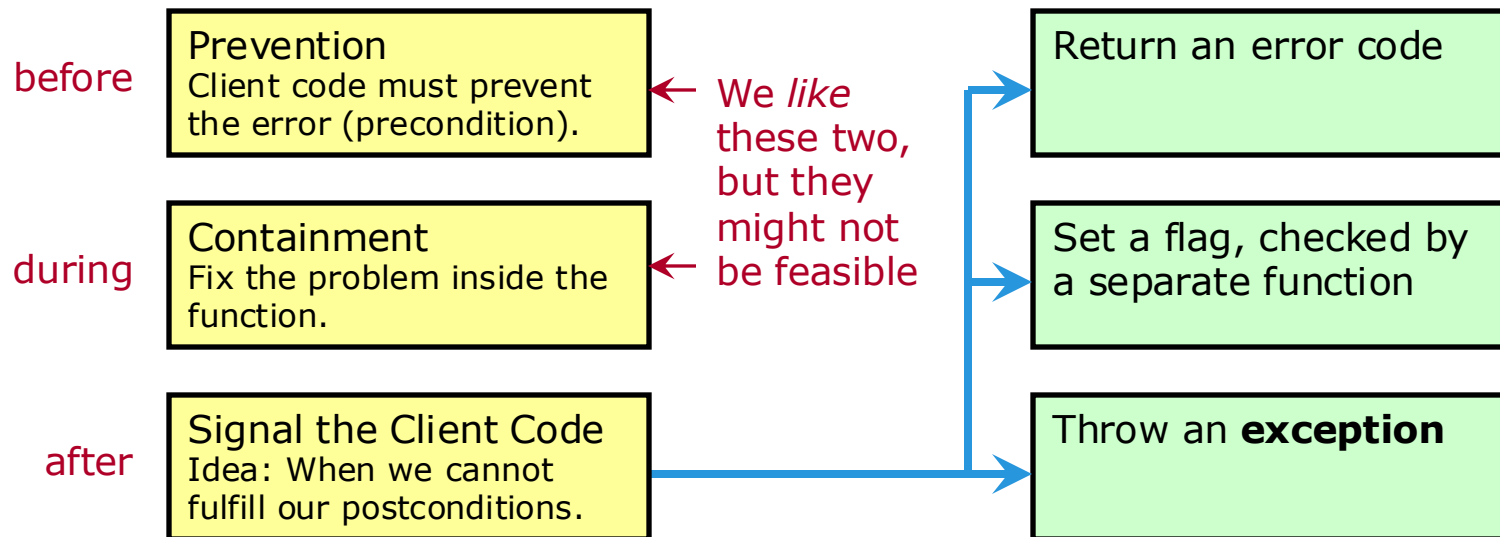 before
Prevention
Client code must prevent
the error (precondition).
We like
these two,
but they
might not
be feasible
Return an error code
during
Containment
Fix the problem inside the
function.
Set a flag, checked by
a separate function
after
Signal the Client Code
Idea: When we cannot
fulfill our postconditions.
Throw an exception